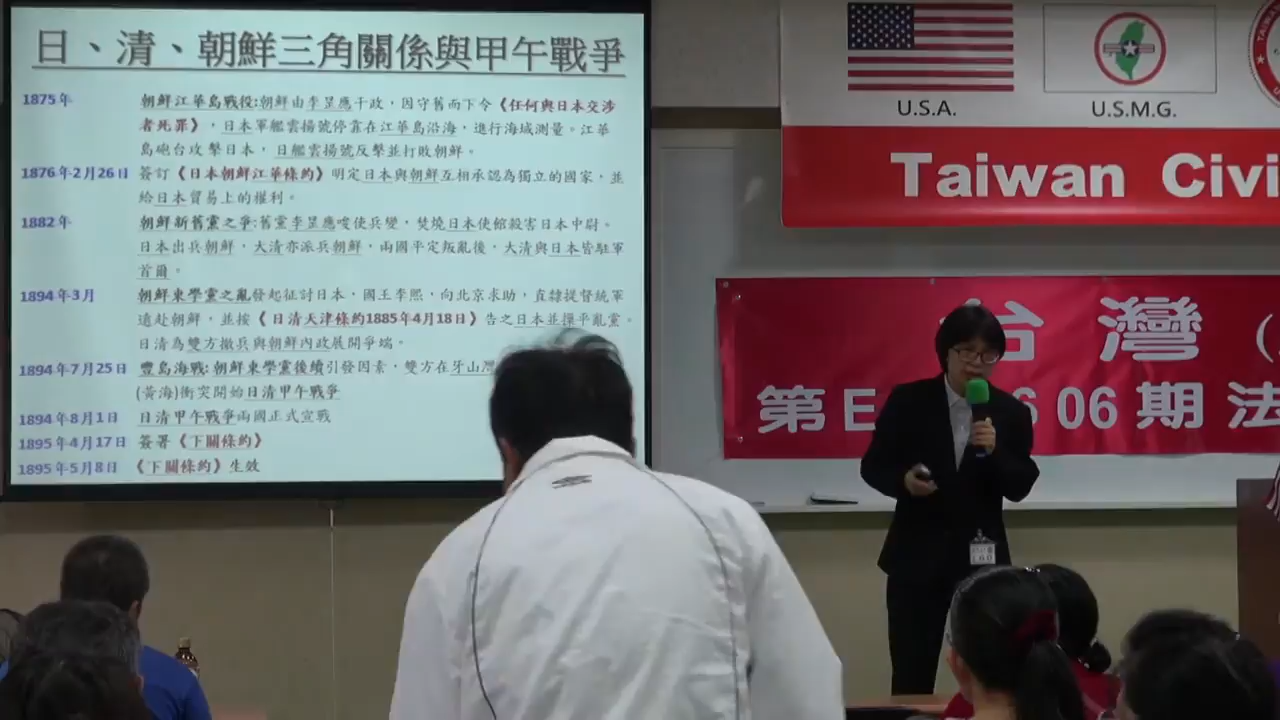 日、清、朝鮮三角關係與甲午戰爭
1875年 朝鮮江華島戰役:朝鮮由李昰應干政，因守舊而下令《任何與日本交涉
者死罪》，日本軍艦雲揚號停靠在江華島沿海，進行海域測量。江華
島砲台攻擊日本，日艦雲揚號反擊並打敗朝鮮。
1876年2月26日 簽訂《日本朝鮮江華條約》明定日本與朝鮮互相承認為獨立的國家，並
給日本貿易上的權利。
1882年 朝鮮新舊黨之爭:舊黨李昰應唆使兵變，焚燒日本使館殺害日本中尉。
日本出兵朝鮮，大清亦派兵朝鮮，兩國平定叛亂後，大清與日本皆駐軍
首爾。
1894年3月 朝鮮東學黨之亂發起征討日本，國王李熙，向北京求助，直隸提督統軍
遠赴朝鮮，並按《日清天津條約1885年4月18日》告之日本並撣平亂黨。
日清為雙方撤兵與朝鮮內政展開爭端。
1894年7月25日 豐島海戰:朝鮮東學黨後續引發因素，雙方在牙山灣
(黃海)衝突開始日清甲午戰爭
1894年8月1日 日清甲午戰爭兩國正式宣戰
1895年4月17日 簽署《下關條約》
1895年5月8日 《下關條約》生效
U.S.A.
U.S.M.G.
Taiwan Civi
台灣(
第E 6 06期法